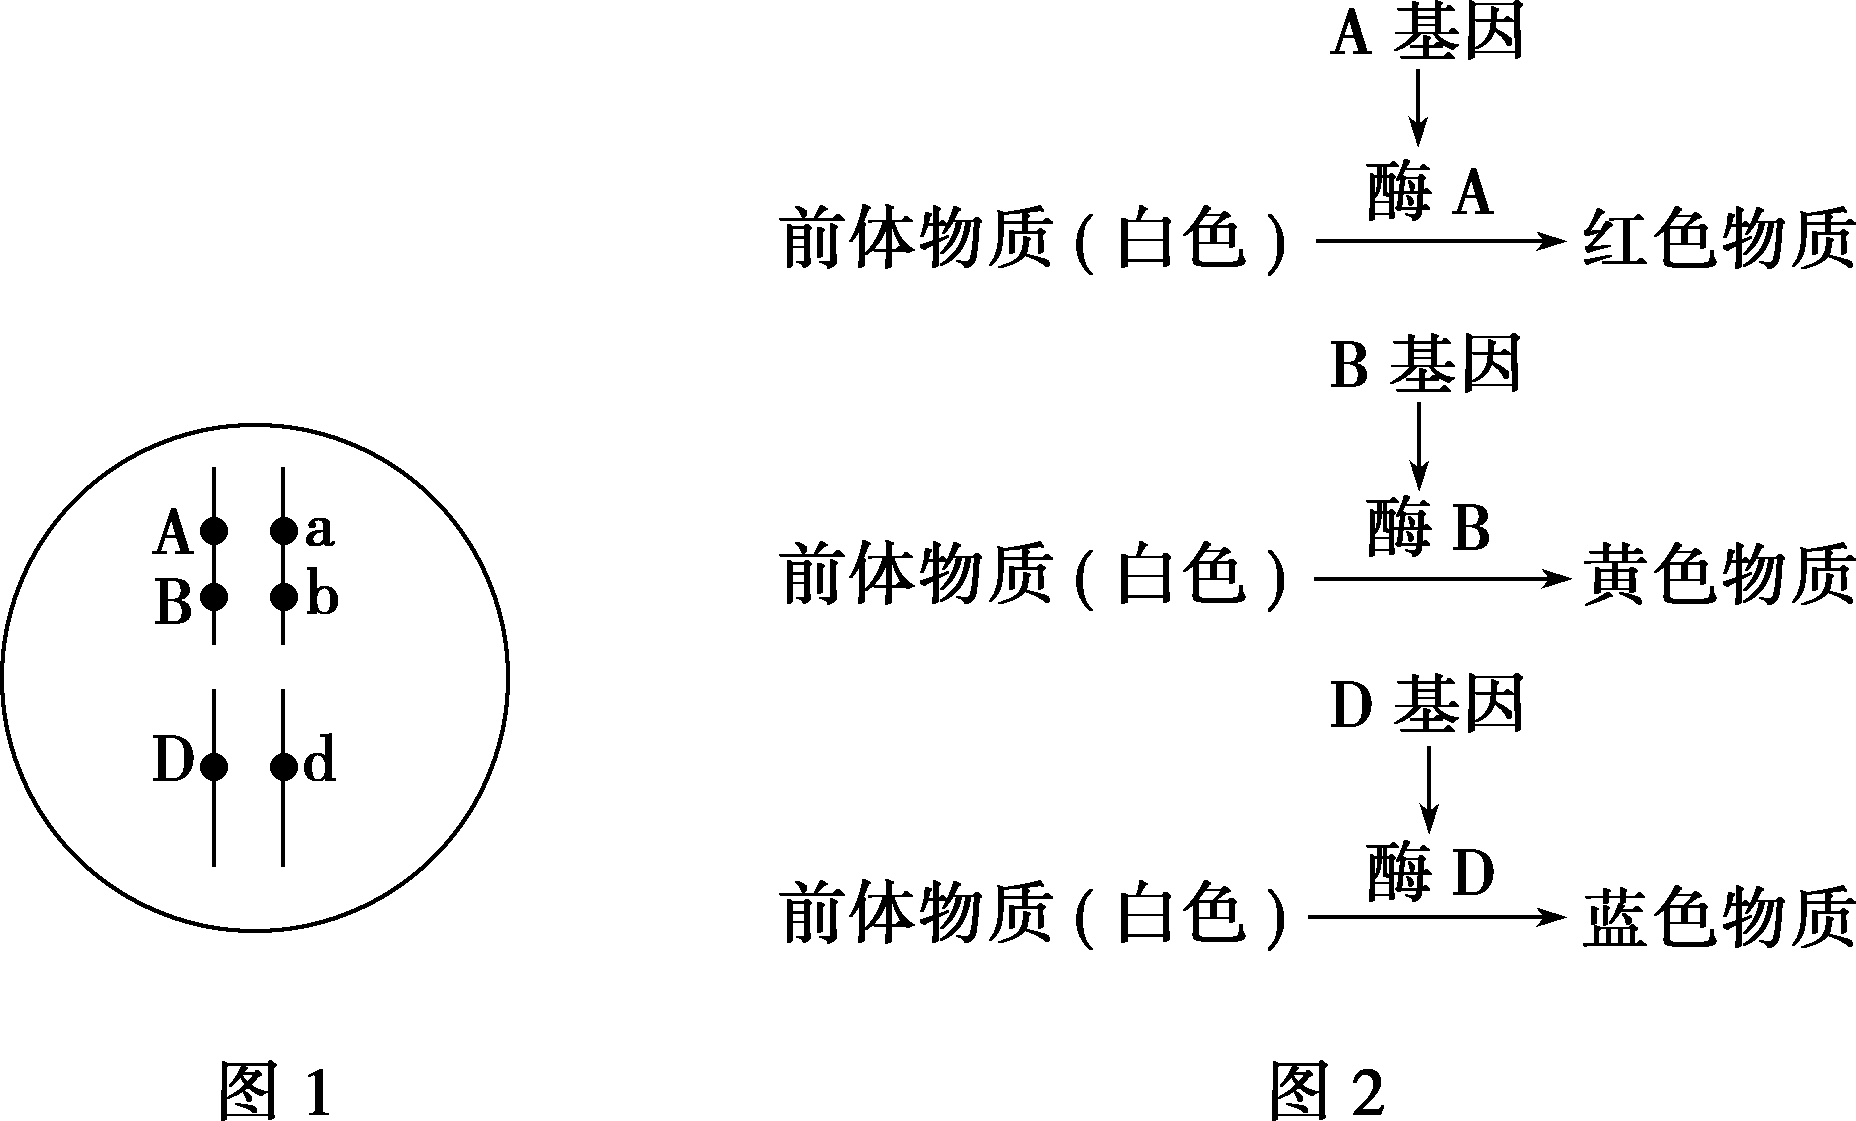 A 基因
酶 A
前体物质(白色) 红色物质
B 基因
酶 B
前体物质(白色) 黄色物质
D 基因
酶 D
前体物质(白色) 蓝色物质
A a
B b
D d
图 1
图 2